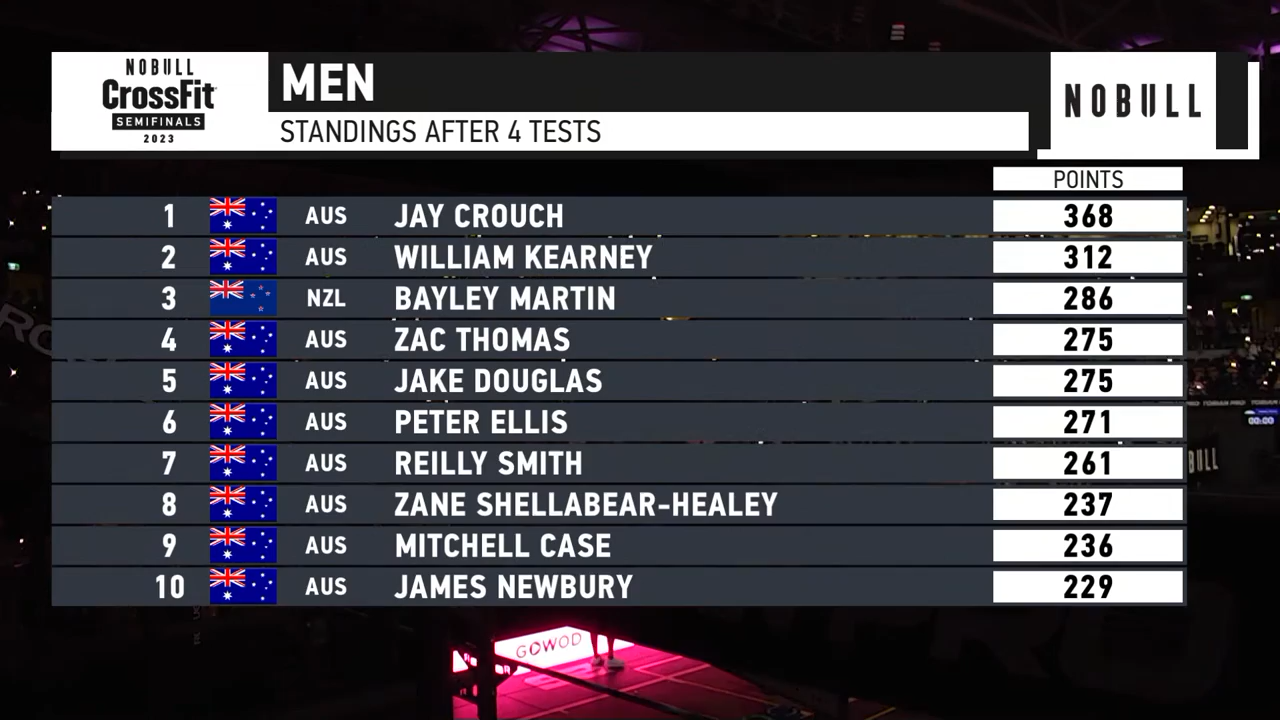 NOBULL
CrossFit
SEMIFINALS
2023
MEN
STANDINGS AFTER 4 TESTS
NOBULL
POINTS
1 AUS JAY CROUCH 368
2 AUS WILLIAM KEARNEY 312
3 NZL BAYLEY MARTIN 286
4 AUS ZAC THOMAS 275
5 AUS JAKE DOUGLAS 275
6 AUS PETER ELLIS 271
7 AUS REILLY SMITH 261
8 AUS ZANE SHELLABEAR-HEALEY 237
9 AUS MITCHELL CASE 236
10 AUS JAMES NEWBURY 229
00:00
GOWOD